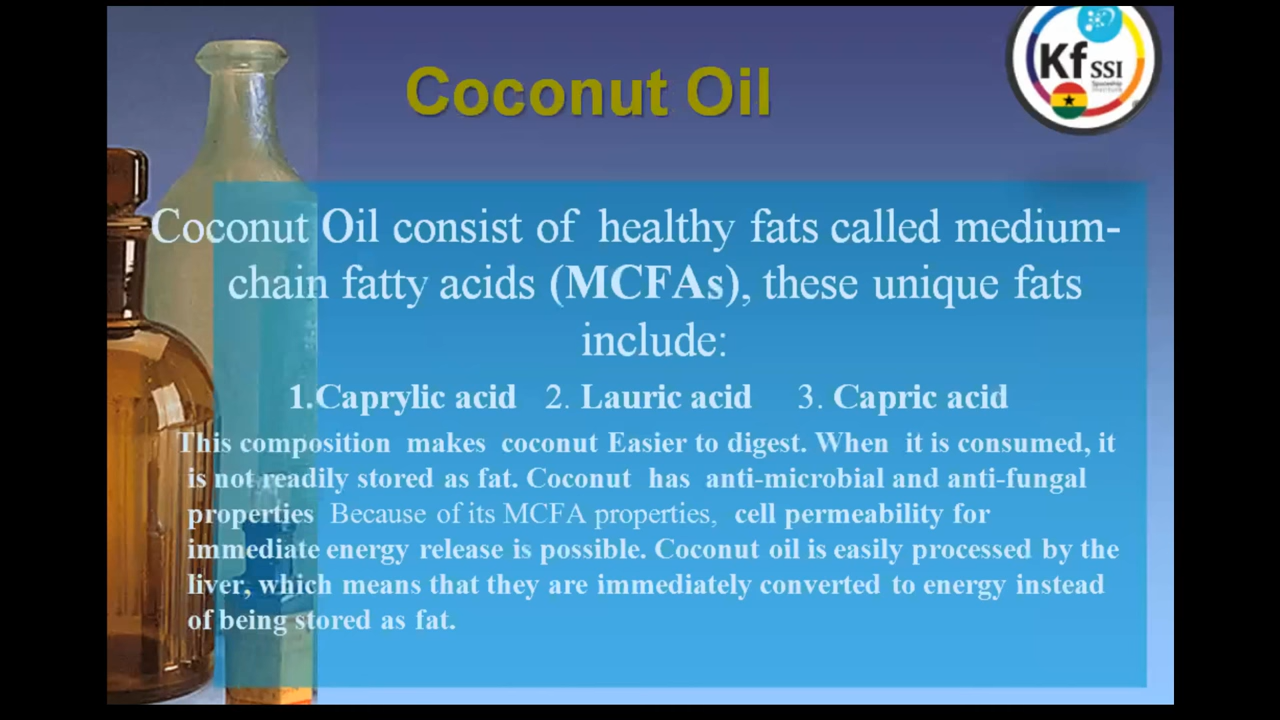 Coconut Oil
Kf SSI
Coconut Oil consist of healthy fats called medium-
chain fatty acids (MCFAs), these unique fats
include:
1.Caprylic acid 2. Lauric acid 3. Capric acid
This composition makes coconut Easier to digest. When it is consumed, it
is not readily stored as fat. Coconut has anti-microbial and anti-fungal
properties Because of its MCFA properties, cell permeability for
immediate energy release is possible. Coconut oil is easily processed by the
liver, which means that they are immediately converted to energy instead
of being stored as fat.